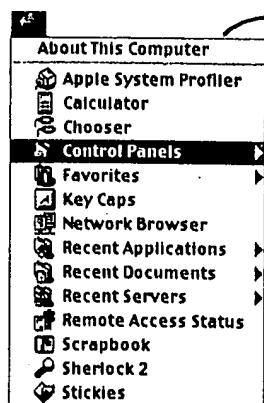 About This Computer
Apple System Profiler
Calculator
Chooser
Control Panels
Favorites
Key Caps
Network Browser
Recent Applications
Recent Documents
Recent Servers
Remote Access Status
Scrapbook
Sherlock 2
Stickies